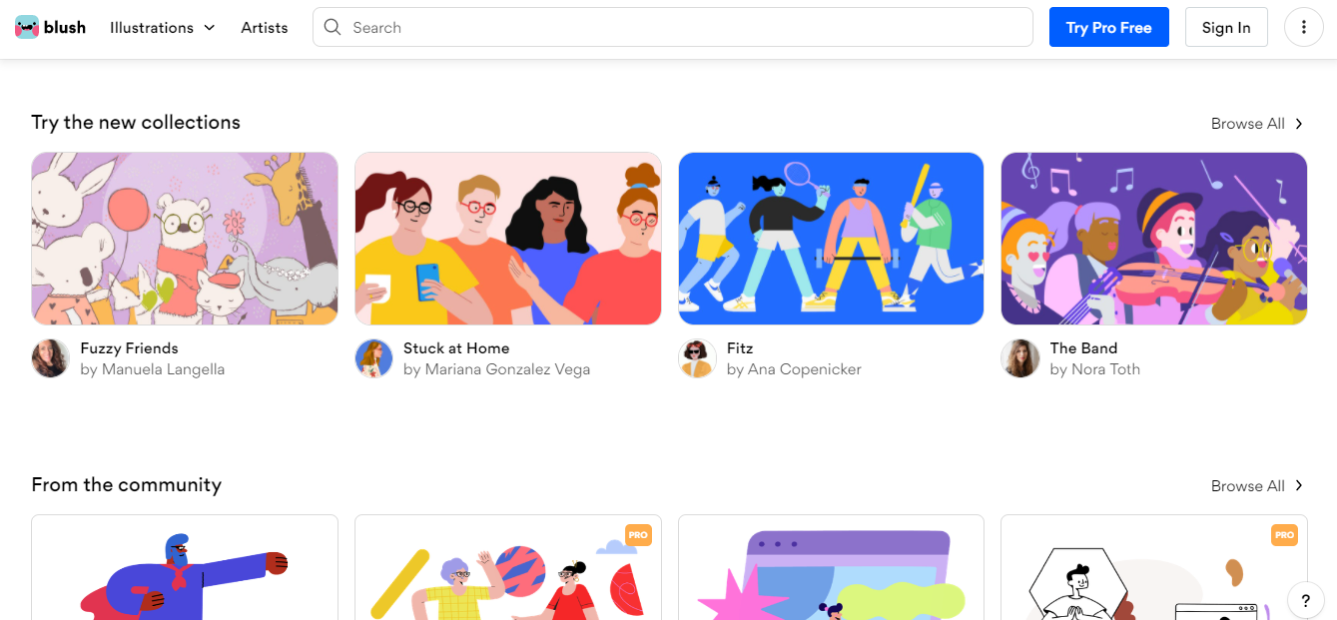 blush Illustrations Artists Search Try Pro Free Sign In
Try the new collections Browse All
Fuzzy Friends
by Manuela Langella
Stuck at Home
by Mariana Gonzalez Vega
Fitz
by Ana Copenicker
The Band
by Nora Toth
From the community Browse All
PRO
PRO
?